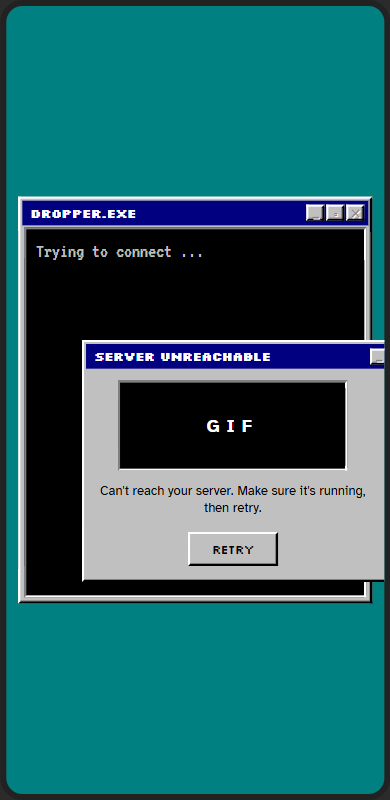 DROPPER.EXE
Trying to connect ...
SERVER UNREACHABLE
GIF
Can't reach your server. Make sure it's running,
then retry.
RETRY